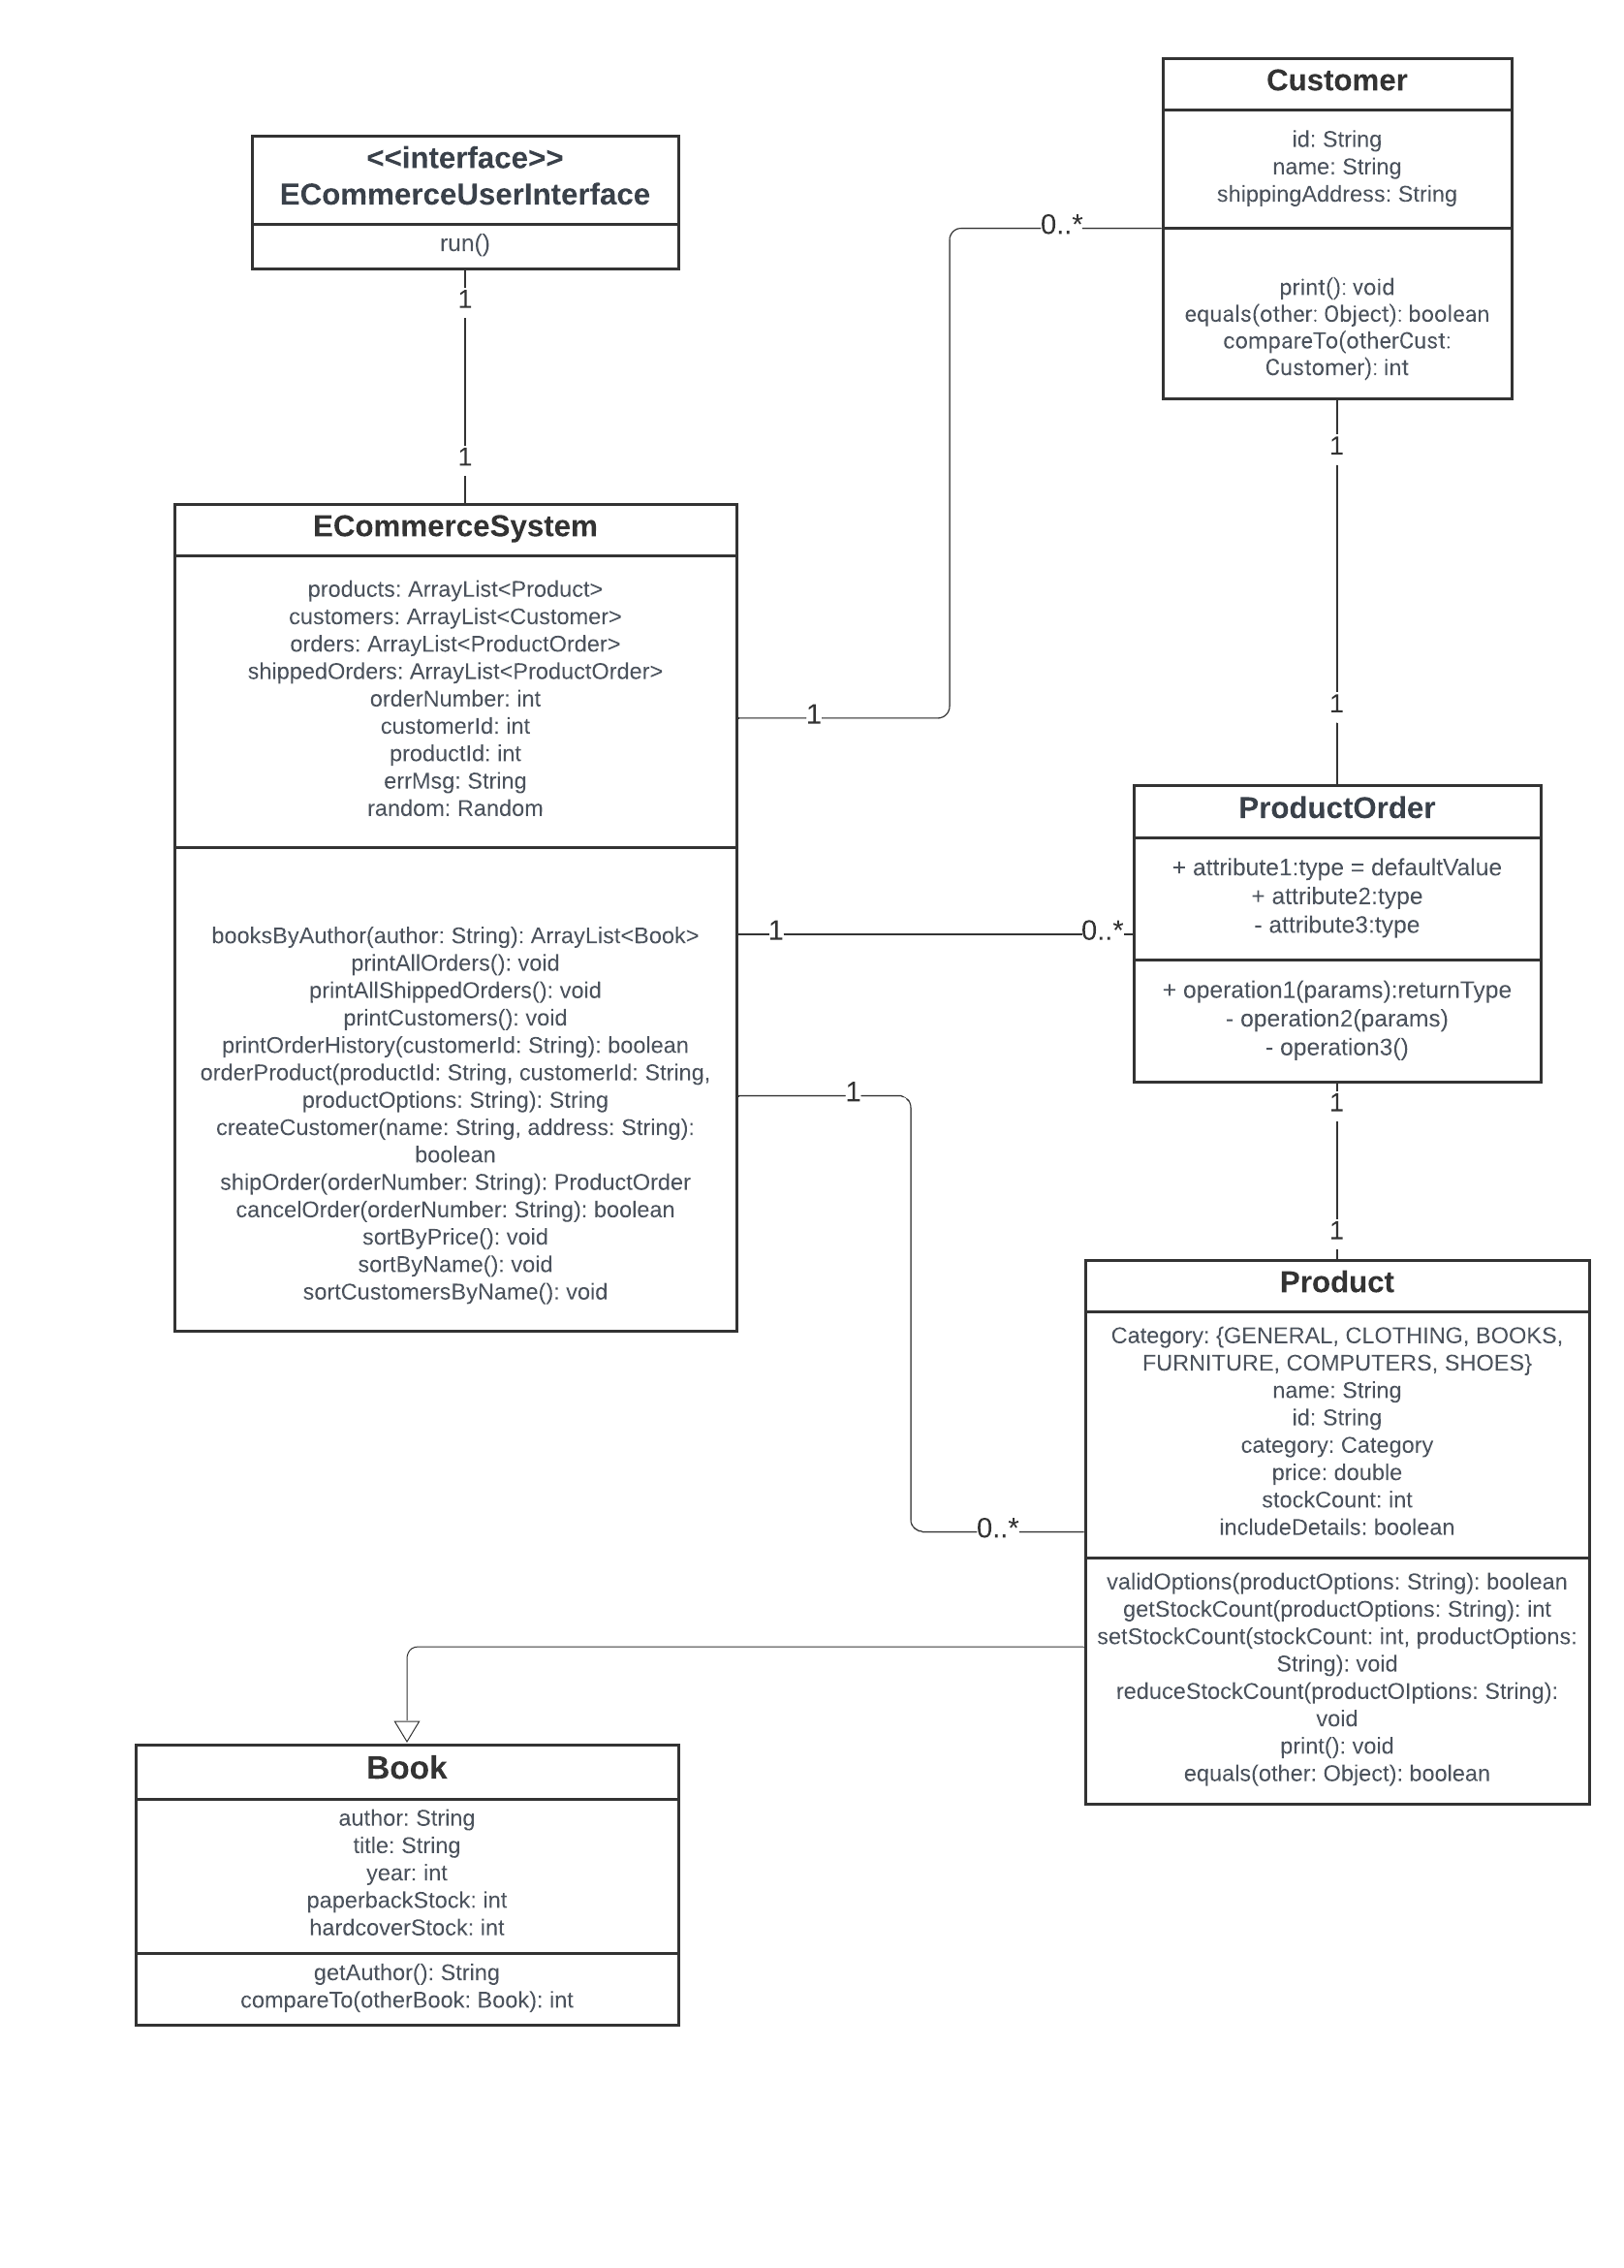 Customer
id: String
name: String
shippingAddress: String
print(): void
equals(other: Object): boolean
compareTo(otherCust:
Customer): int
<<interface>>
ECommerceUserInterface
run()
0..*
1
1
1
1
1
ECommerceSystem
products: ArrayList<Product>
customers: ArrayList<Customer>
orders: ArrayList<ProductOrder>
shippedOrders: ArrayList<ProductOrder>
orderNumber: int
customerId: int
productId: int
errMsg: String
random: Random
booksByAuthor(author: String): ArrayList<Book>
printAllOrders(): void
printAllShippedOrders(): void
printCustomers(): void
printOrderHistory(customerId: String): boolean
orderProduct(productId: String, customerId: String,
productOptions: String): String
createCustomer(name: String, address: String):
boolean
shipOrder(orderNumber: String): ProductOrder
cancelOrder(orderNumber: String): boolean
sortByPrice(): void
sortByName(): void
sortCustomersByName(): void
ProductOrder
+ attribute1:type = defaultValue
+ attribute2:type
- attribute3:type
+ operation1(params):returnType
- operation2(params)
- operation3()
1
0..*
1
1
1
0..*
Product
Category: {GENERAL, CLOTHING, BOOKS,
FURNITURE, COMPUTERS, SHOES}
name: String
id: String
category: Category
price: double
stockCount: int
includeDetails: boolean
validOptions(productOptions: String): boolean
getStockCount(productOptions: String): int
setStockCount(stockCount: int, productOptions:
String): void
reduceStockCount(productOIptions: String):
void
print(): void
equals(other: Object): boolean
Book
author: String
title: String
year: int
paperbackStock: int
hardcoverStock: int
getAuthor(): String
compareTo(otherBook: Book): int